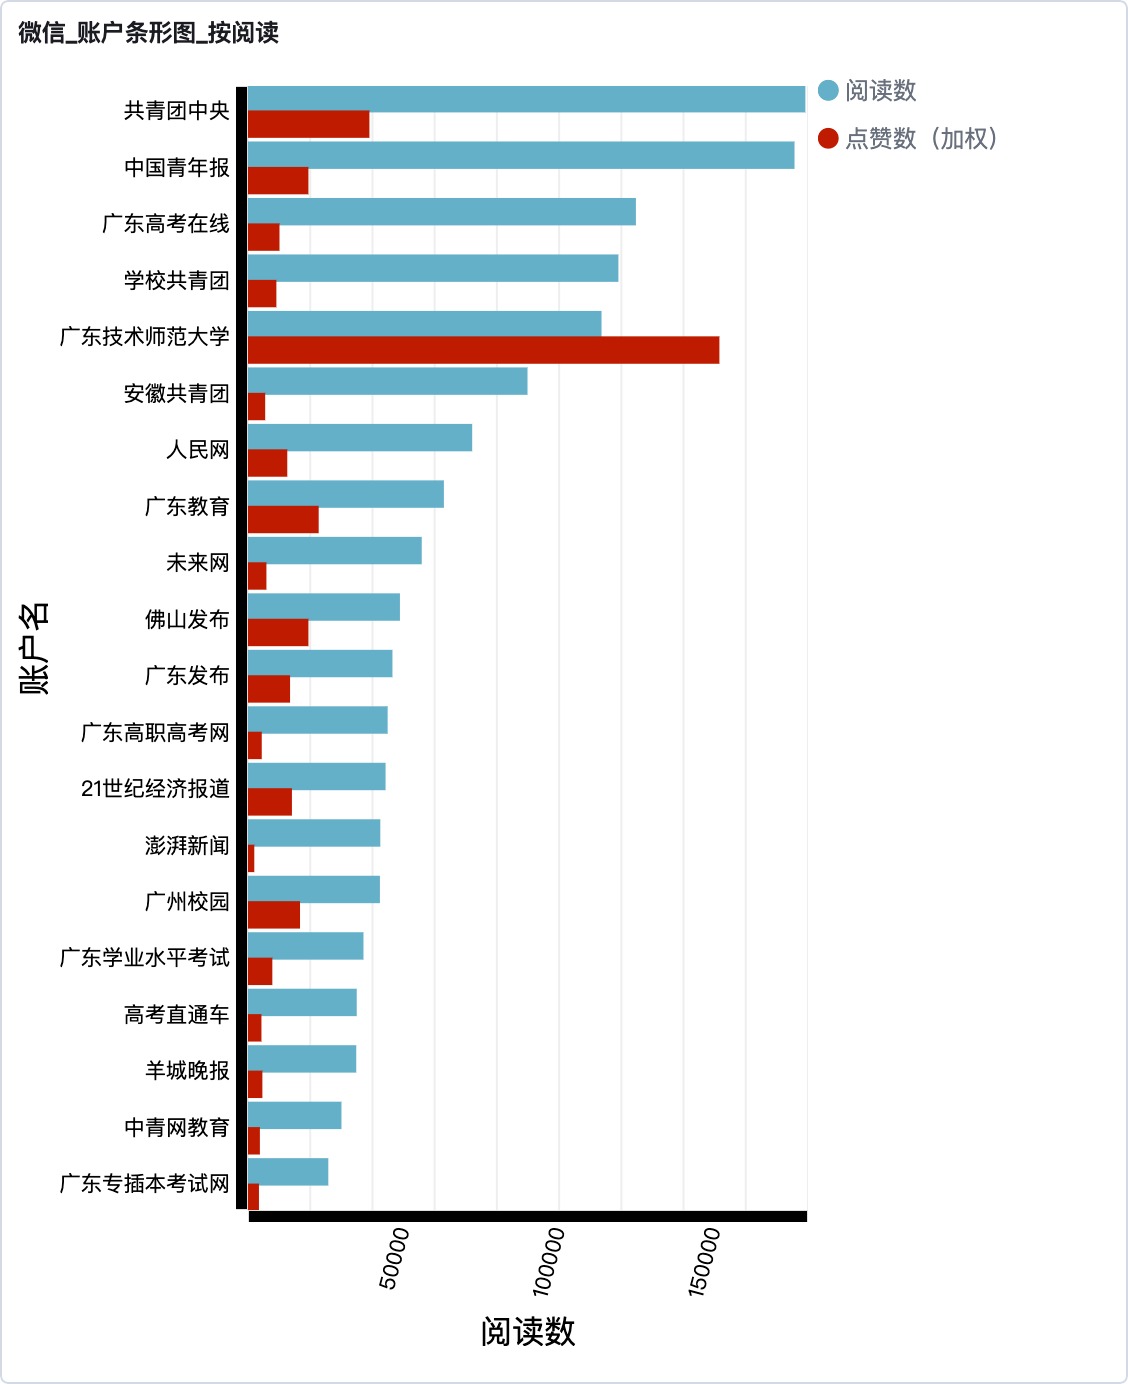 微信_账户条形图_按阅读
阅读数
点赞数（加权）
共青团中央
中国青年报
广东高考在线
学校共青团
广东技术师范大学
安徽共青团
人民网
广东教育
未来网
佛山发布
广东发布
广东高职高考网
21世纪经济报道
澎湃新闻
广州校园
广东学业水平考试
高考直通车
羊城晚报
中青网教育
广东专插本考试网
账户名
50000
100000
150000
阅读数